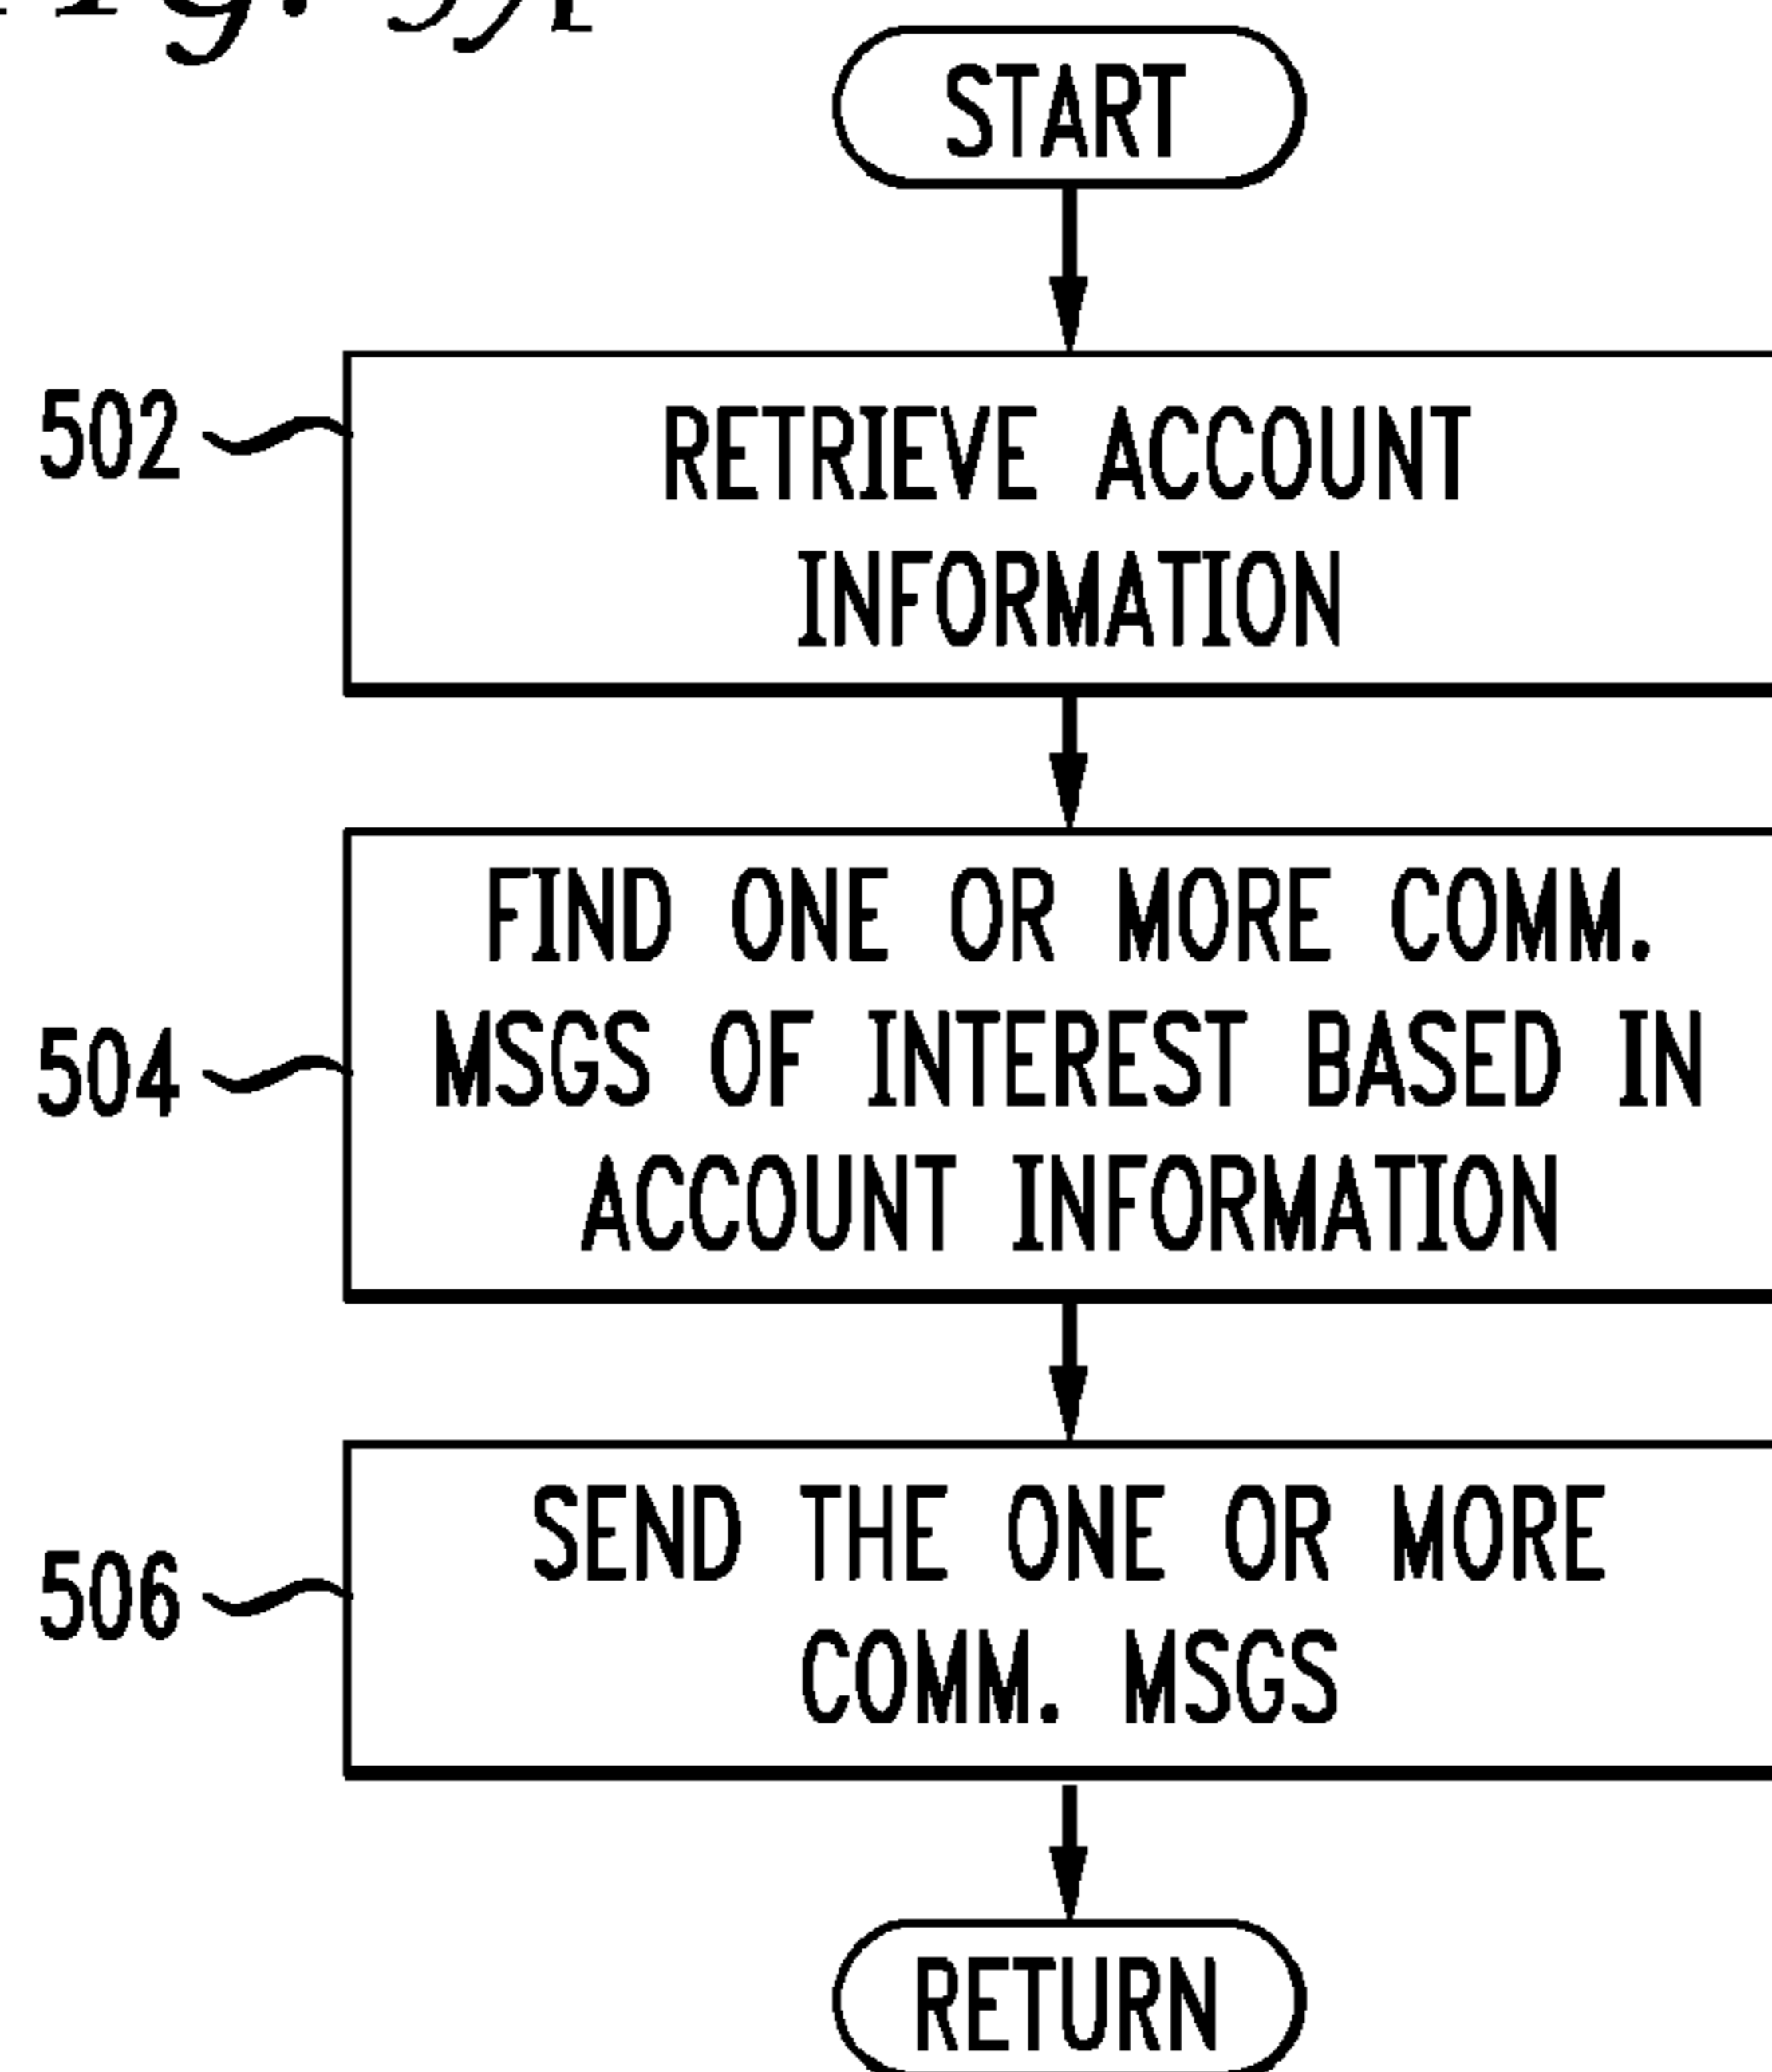 START
502
RETRIEVE ACCOUNT
INFORMATION
504
FIND ONE OR MORE COMM.
MSGS OF INTEREST BASED IN
ACCOUNT INFORMATION
506
SEND THE ONE OR MORE
COMM. MSGS
RETURN